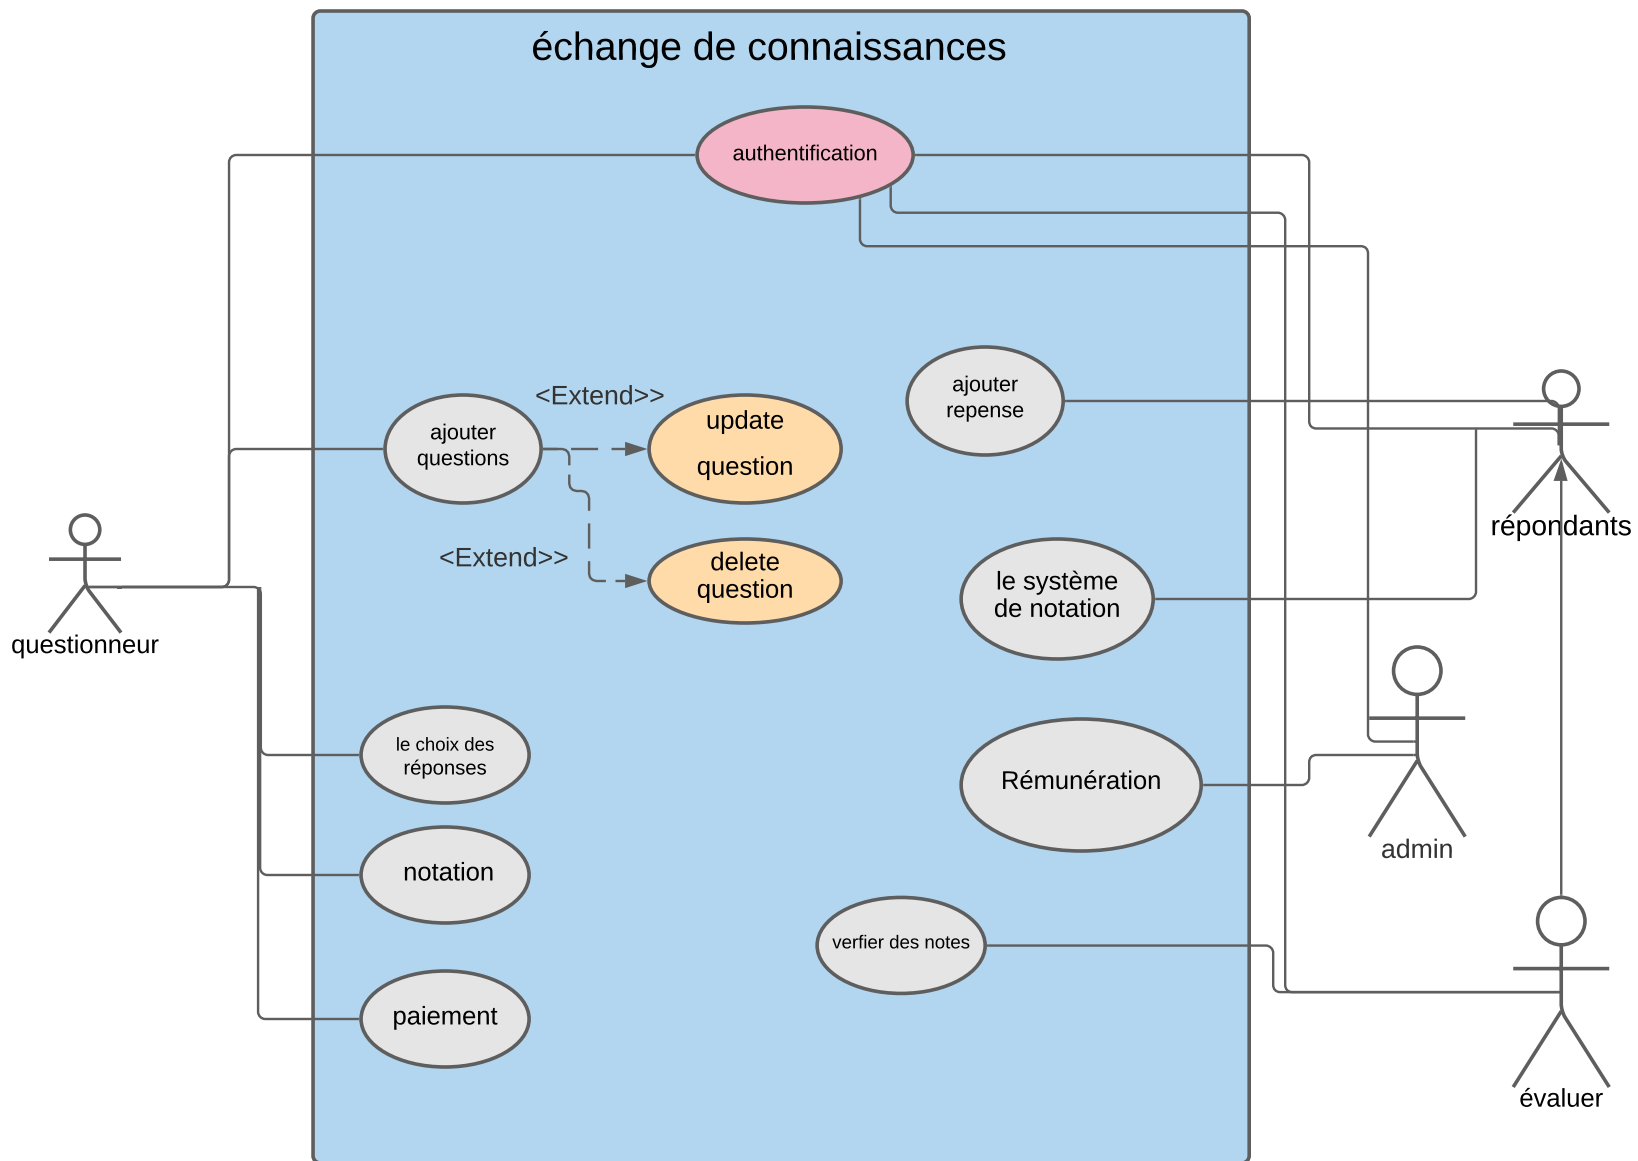 échange de connaissances
authentification
<Extend>>
ajouter
questions
update
question
ajouter
repense
répondants
<Extend>>
delete
question
le système
de notation
questionneur
le choix des
réponses
Rémunération
admin
notation
verfier des notes
paiement
évaluer